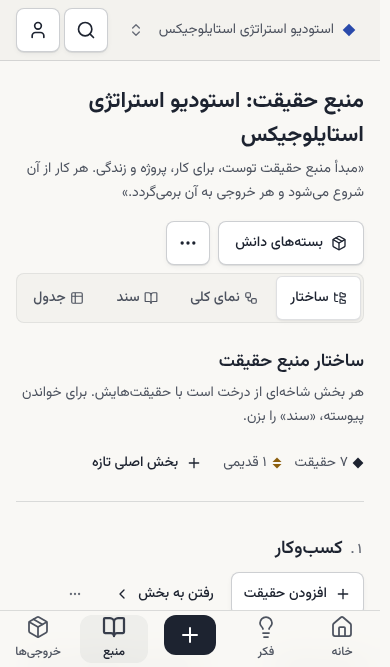 استودیو استراتژی استایلوجیکس
منبع حقیقت: استودیو استراتژی
استایلوجیکس
«مبدأ منبع حقیقت توست، برای کار، پروژه و زندگی. هر کار از آن
شروع می‌شود و هر خروجی به آن برمی‌گردد.»
بسته‌های دانش
ساختار
نمای کلی
سند
جدول
ساختار منبع حقیقت
هر بخش شاخه‌ای از درخت است با حقیقت‌هایش. برای خواندن
پیوسته، «سند» را بزن.
۷ حقیقت
۱ قدیمی
بخش اصلی تازه
۱. کسب‌وکار
افزودن حقیقت
رفتن به بخش
خانه
فکر
منبع
خروجی‌ها